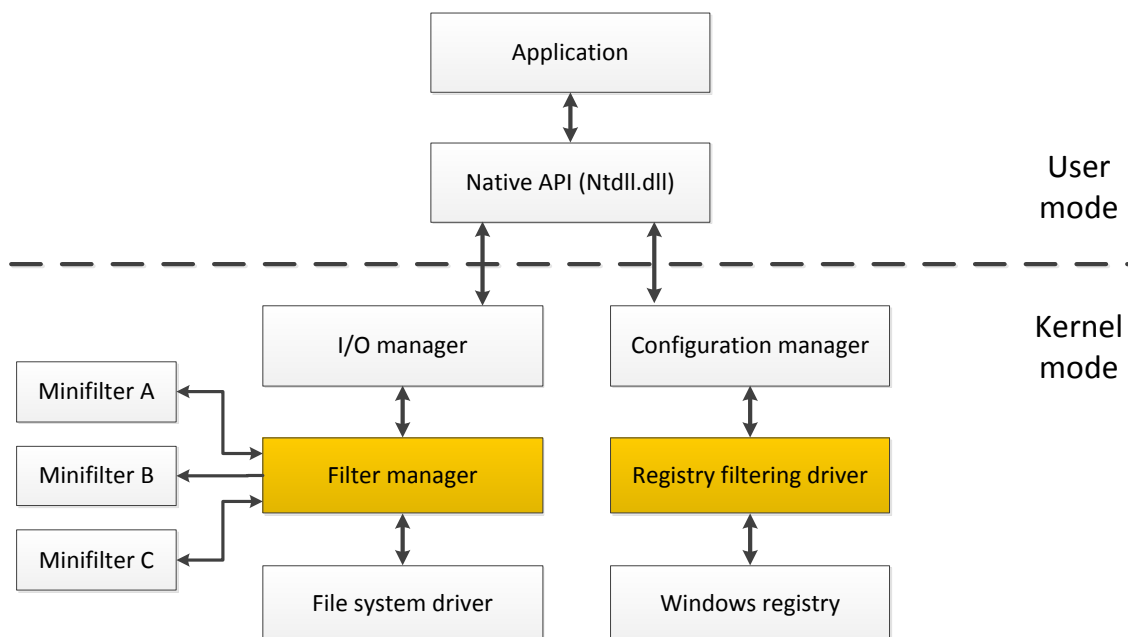 Application
Native API (Ntdll.dll)
User
mode
I/O manager
Configuration manager
Kernel
mode
Minifilter A
Minifilter B
Filter manager
Registry filtering driver
Minifilter C
File system driver
Windows registry